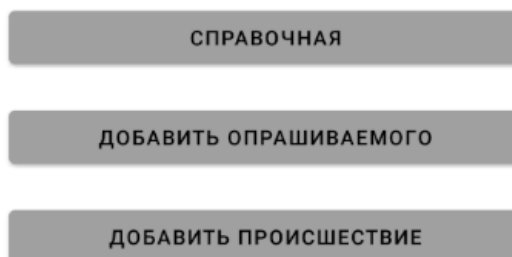 СПРАВОЧНАЯ
ДОБАВИТЬ ОПРАШИВАЕМОГО
ДОБАВИТЬ ПРОИСШЕСТВИЕ